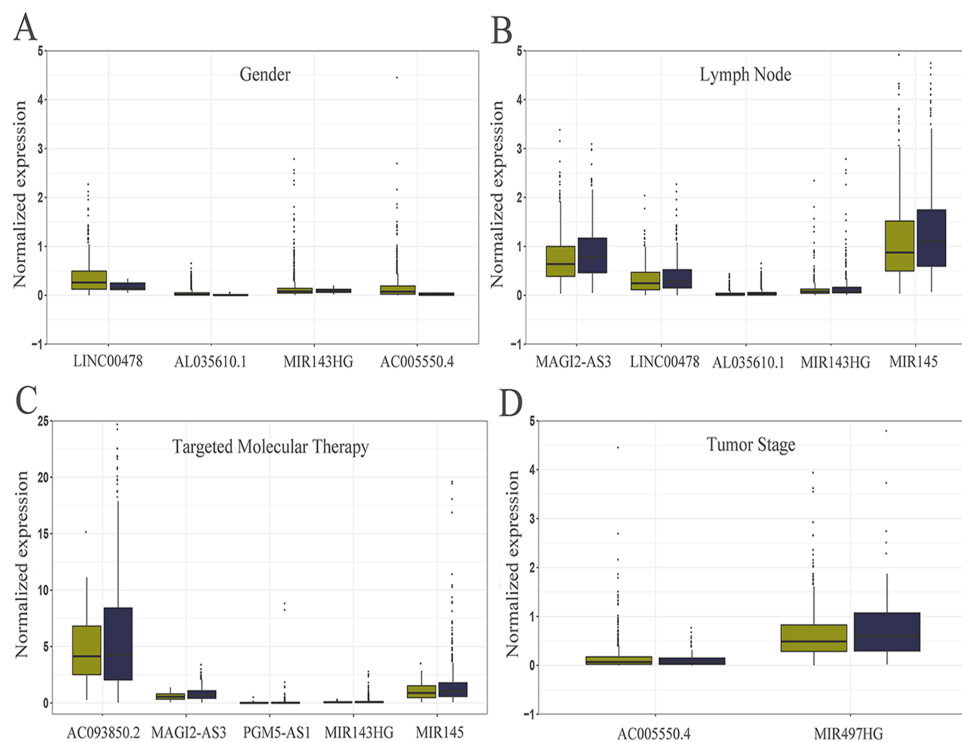 A
Gender
Normalized expression
5
4
3
2
1
0
−1
LINC00478 AL035610.1 MIR143HG AC005550.4
B
Lymph Node
Normalized expression
5
4
3
2
1
0
−1
MAGI2-AS3 LINC00478 AL035610.1 MIR143HG MIR145
C
Targeted Molecular Therapy
Normalized expression
25
20
15
10
5
0
AC093850.2 MAGI2-AS3 PGM5-AS1 MIR143HG MIR145
D
Tumor Stage
Normalized expression
5
4
3
2
1
0
−1
AC005550.4 MIR497HG